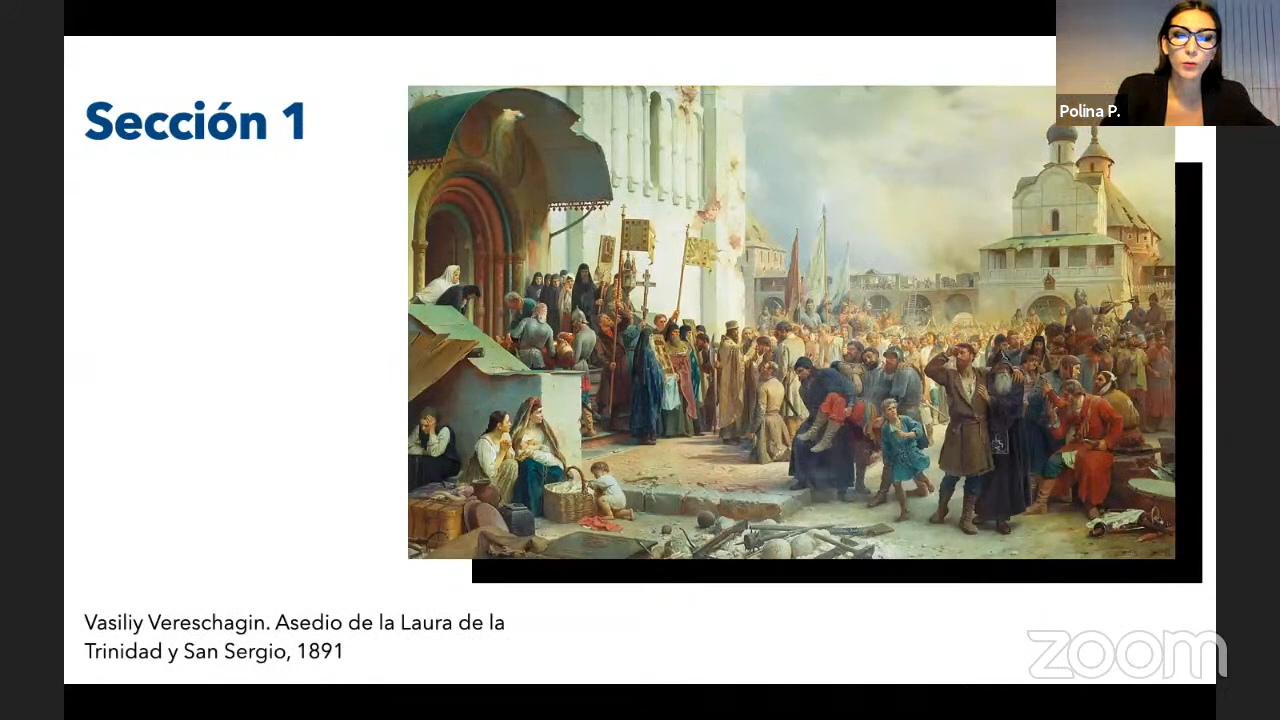 Sección 1
Polina P.
Vasiliy Vereschagin. Asedio de la Laura de la
Trinidad y San Sergio, 1891
zoom